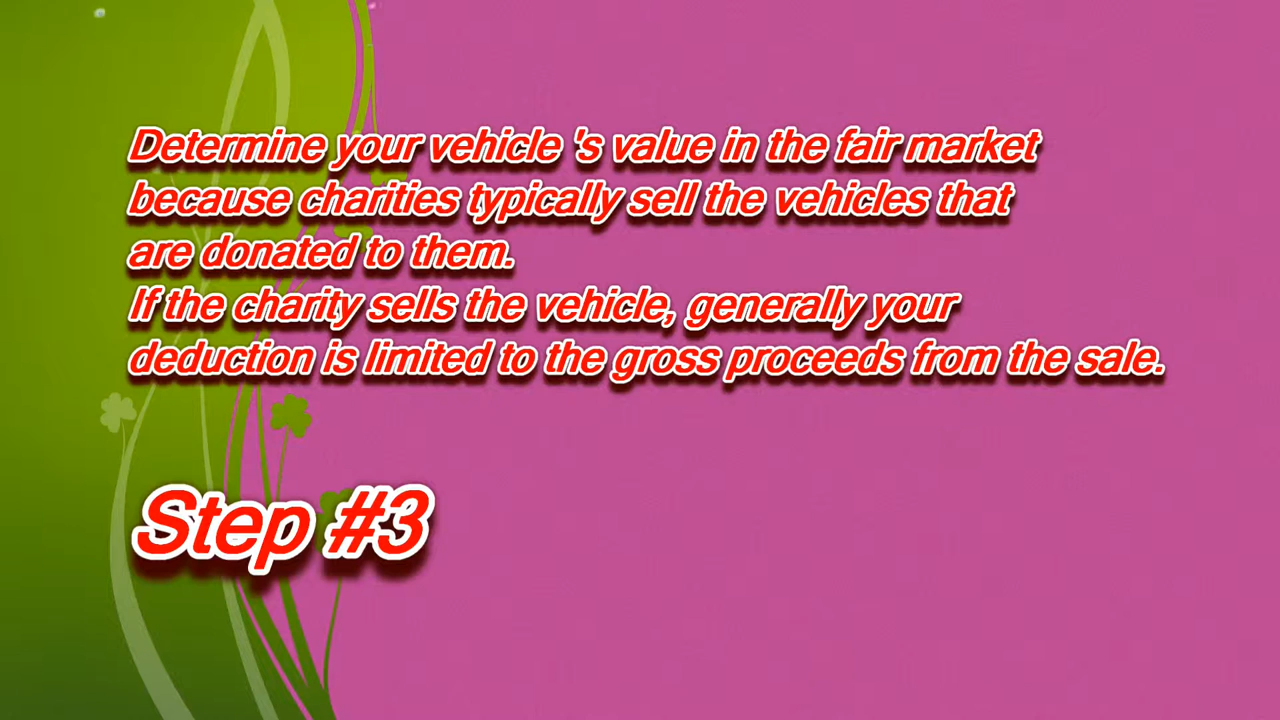 Determine your vehicle 's value in the fair market
because charities typically sell the vehicles that
are donated to them.
If the charity sells the vehicle, generally your
deduction is limited to the gross proceeds from the sale.
Step #3